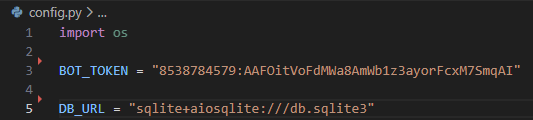 config.py > ...
1 import os
2
3 BOT_TOKEN = "8538784579:AAFOitVoFdMWa8AmWb1z3ayorFcxM7SmqAI"
4
5 DB_URL = "sqlite+aiosqlite:///db.sqlite3"